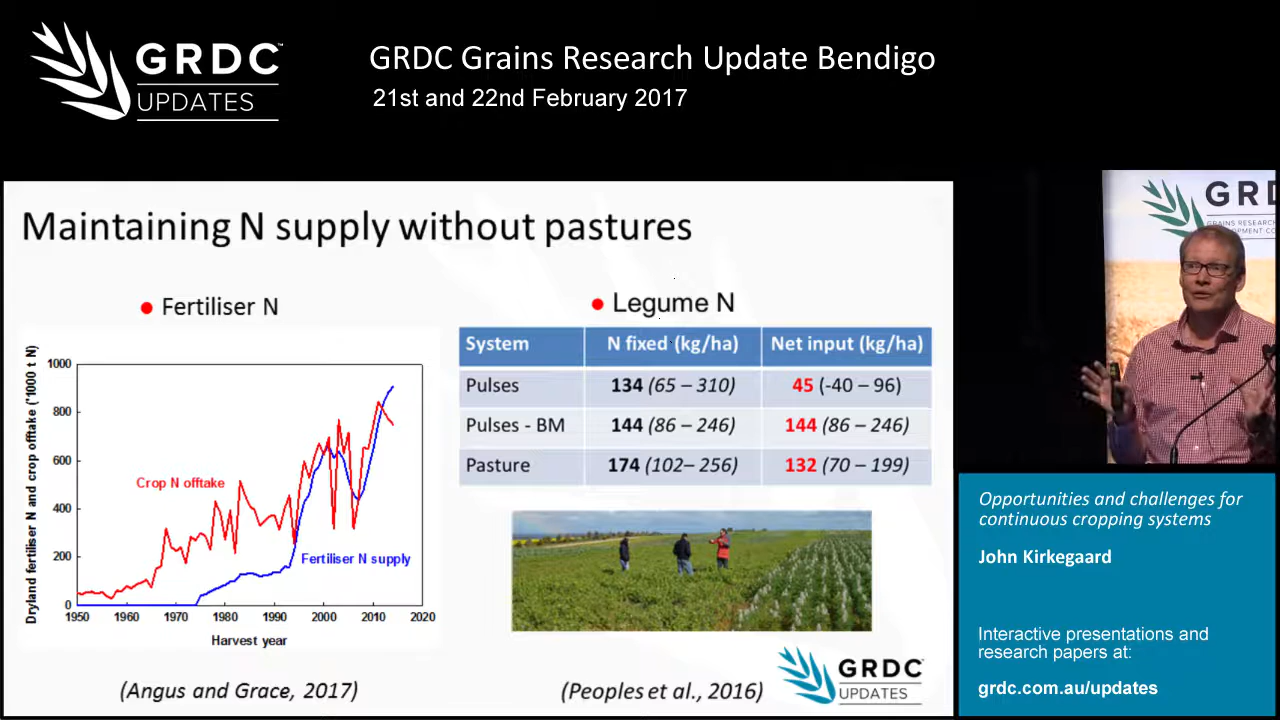 GRDC™
UPDATES
GRDC Grains Research Update Bendigo
21st and 22nd February 2017
Maintaining N supply without pastures
Fertiliser N
Dryland fertiliser N and crop offtake ('1000 t N)
1000
800
600
400
200
0
Crop N offtake
Fertiliser N supply
1950 1960 1970 1980 1990 2000 2010 2020
Harvest year
(Angus and Grace, 2017)
Legume N
System N fixed (kg/ha) Net input (kg/ha)
Pulses 134 (65 – 310) 45 (-40 – 96)
Pulses - BM 144 (86 – 246) 144 (86 – 246)
Pasture 174 (102– 256) 132 (70 – 199)
(Peoples et al., 2016)
GRDC
UPDATES
GRD
GRAINS RESEARC
Opportunities and challenges for
continuous cropping systems
John Kirkegaard
Interactive presentations and
research papers at:
grdc.com.au/updates